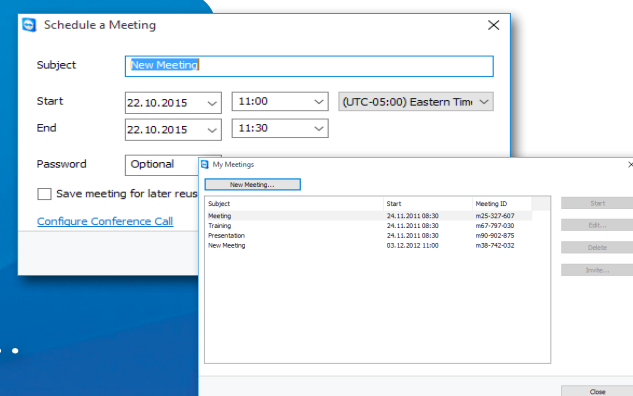 Schedule a Meeting
Subject New Meeting
Start 22.10.2015 11:00 (UTC-05:00) Eastern Time
End 22.10.2015 11:30
Password Optional
Save meeting for later reus
Configure Conference Call
My Meetings
New Meeting...
Subject Start Meeting ID
Meeting 24.11.2011 08:30 m25-327-607
Training 24.11.2011 08:30 m67-797-030
Presentation 24.11.2011 08:30 m90-902-875
New Meeting 03.12.2012 11:00 m38-742-032
Start
Edit...
Delete
Invite...
Close